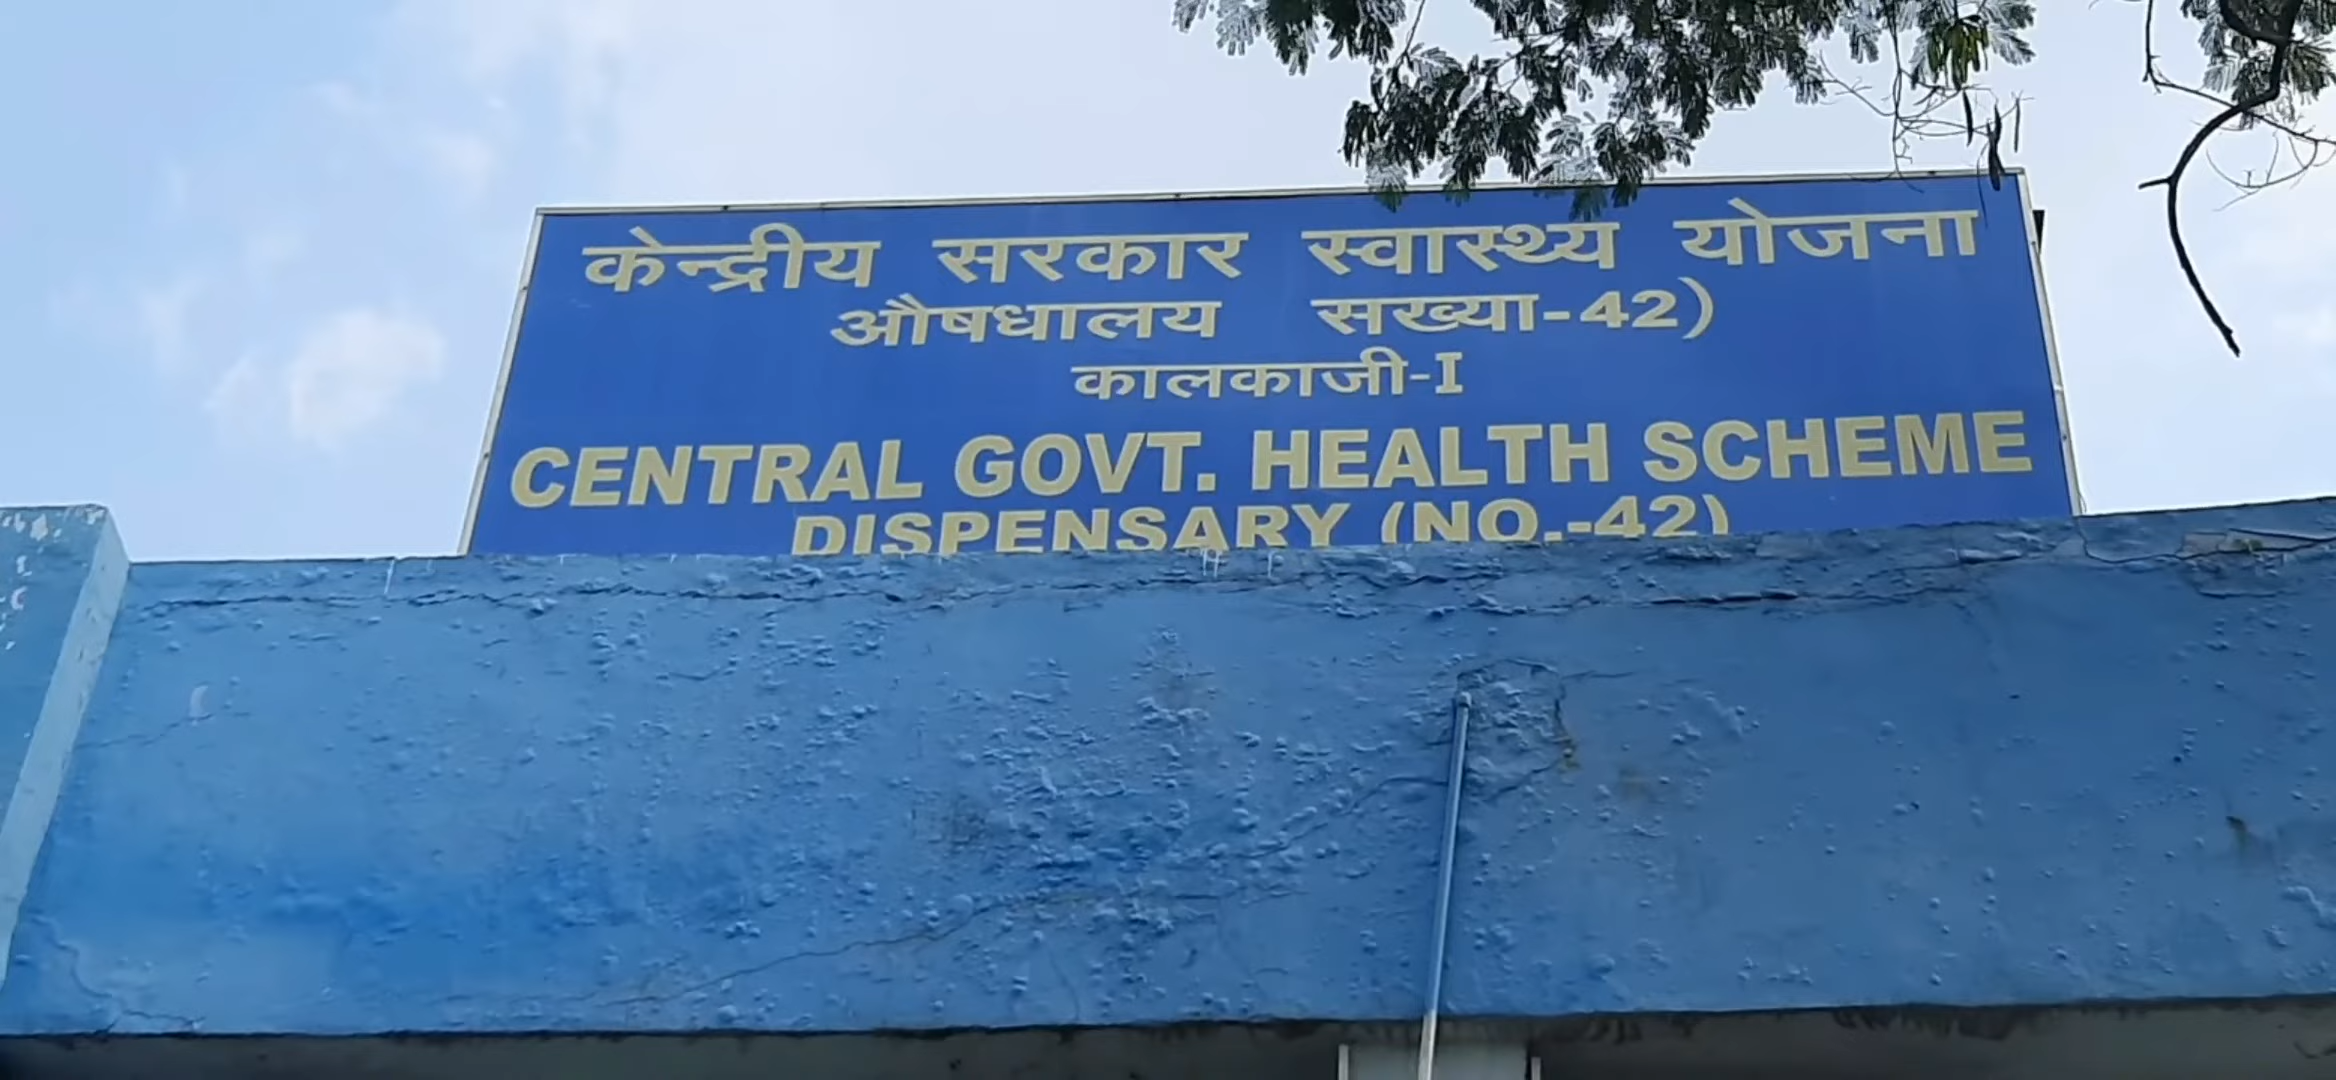 केन्द्रीय सरकार स्वास्थ्य योजना
औषधालय सख्या-42)
कालकाजी-I
CENTRAL GOVT. HEALTH SCHEME
DISPENSARY (NO.-42)